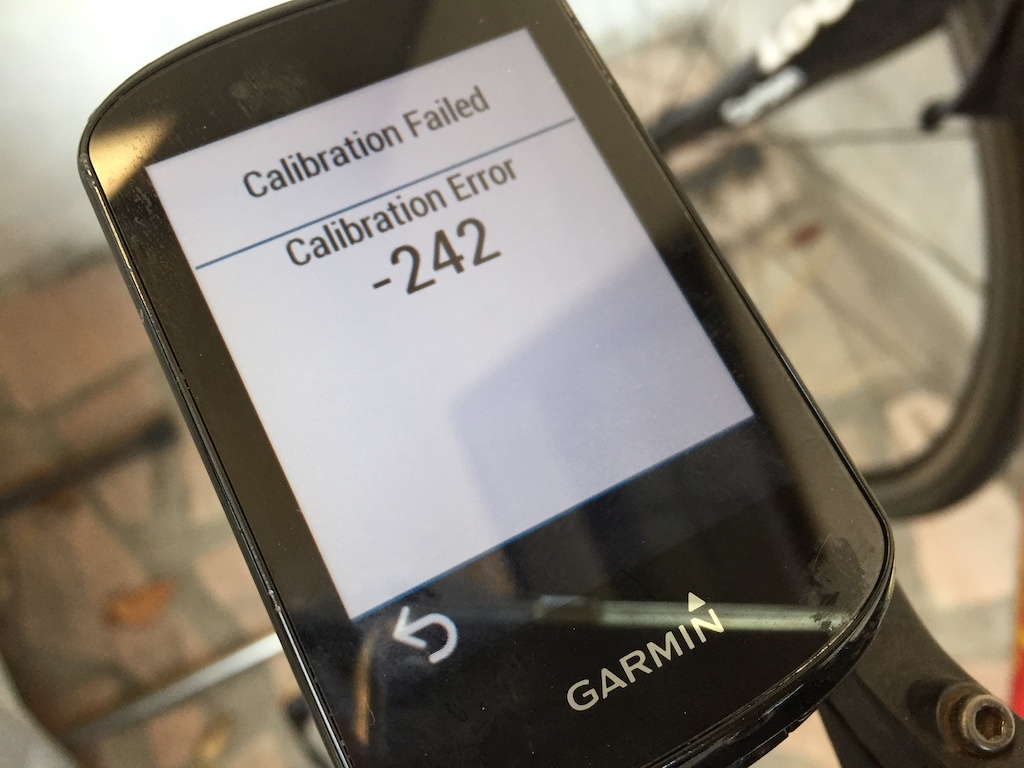 Calibration Failed
Calibration Error
-242
GARMIN